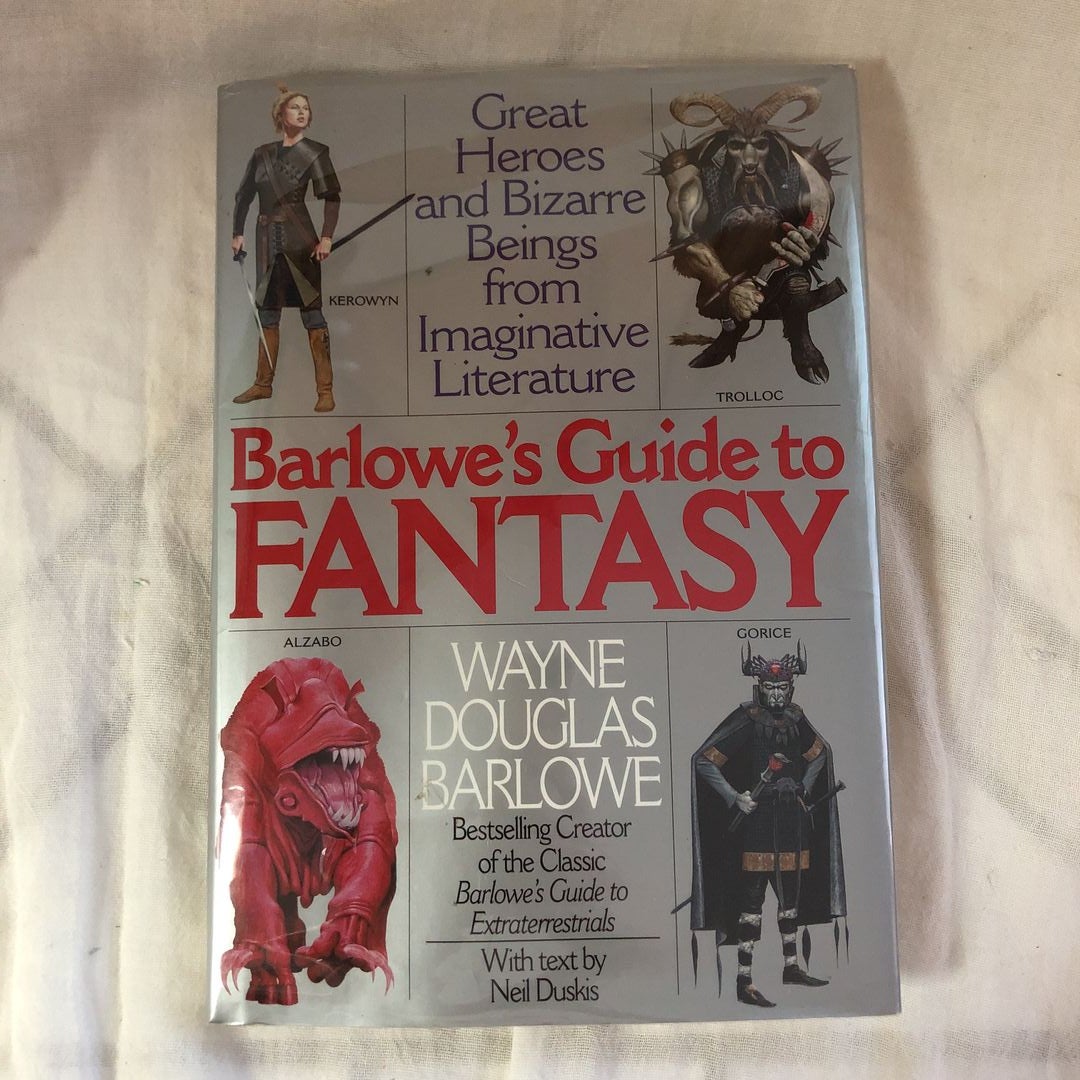 Great
Heroes
and Bizarre
Beings
from
Imaginative
Literature
KEROWYN
TROLLOC
Barlowe's Guide to
FANTASY
ALZABO
GORICE
WAYNE
DOUGLAS
BARLOWE
Bestselling Creator
of the Classic
Barlowe's Guide to
Extraterrestrials
With text by
Neil Duskis